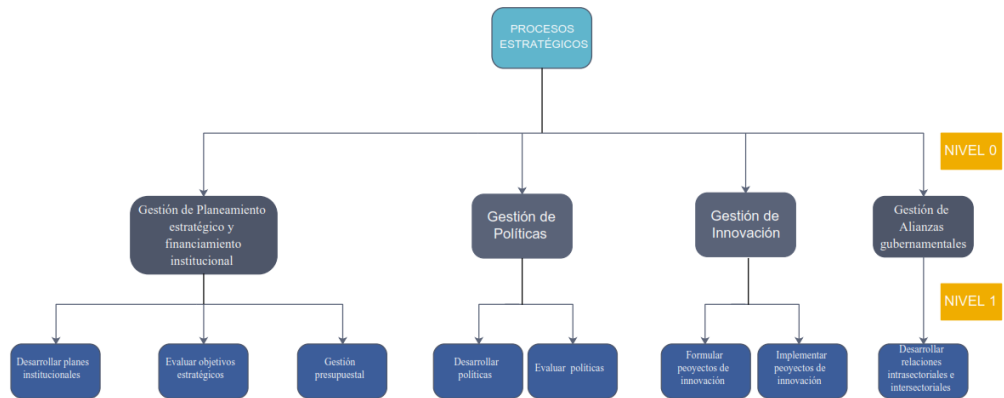 PROCESOS
ESTRATÉGICOS
NIVEL 0
Gestión de Planeamiento
estratégico y
financiamiento
institucional
Gestión de
Políticas
Gestión de
Innovación
Gestión de
Alianzas
gubernamentales
NIVEL 1
Desarrollar planes
institucionales
Evaluar objetivos
estratégicos
Gestión
presupuestal
Desarrollar
políticas
Evaluar políticas
Formular
peyectos de
innovación
Implementar
peyectos de
innovación
Desarrollar
relaciones
intrasectoriales e
intersectoriales